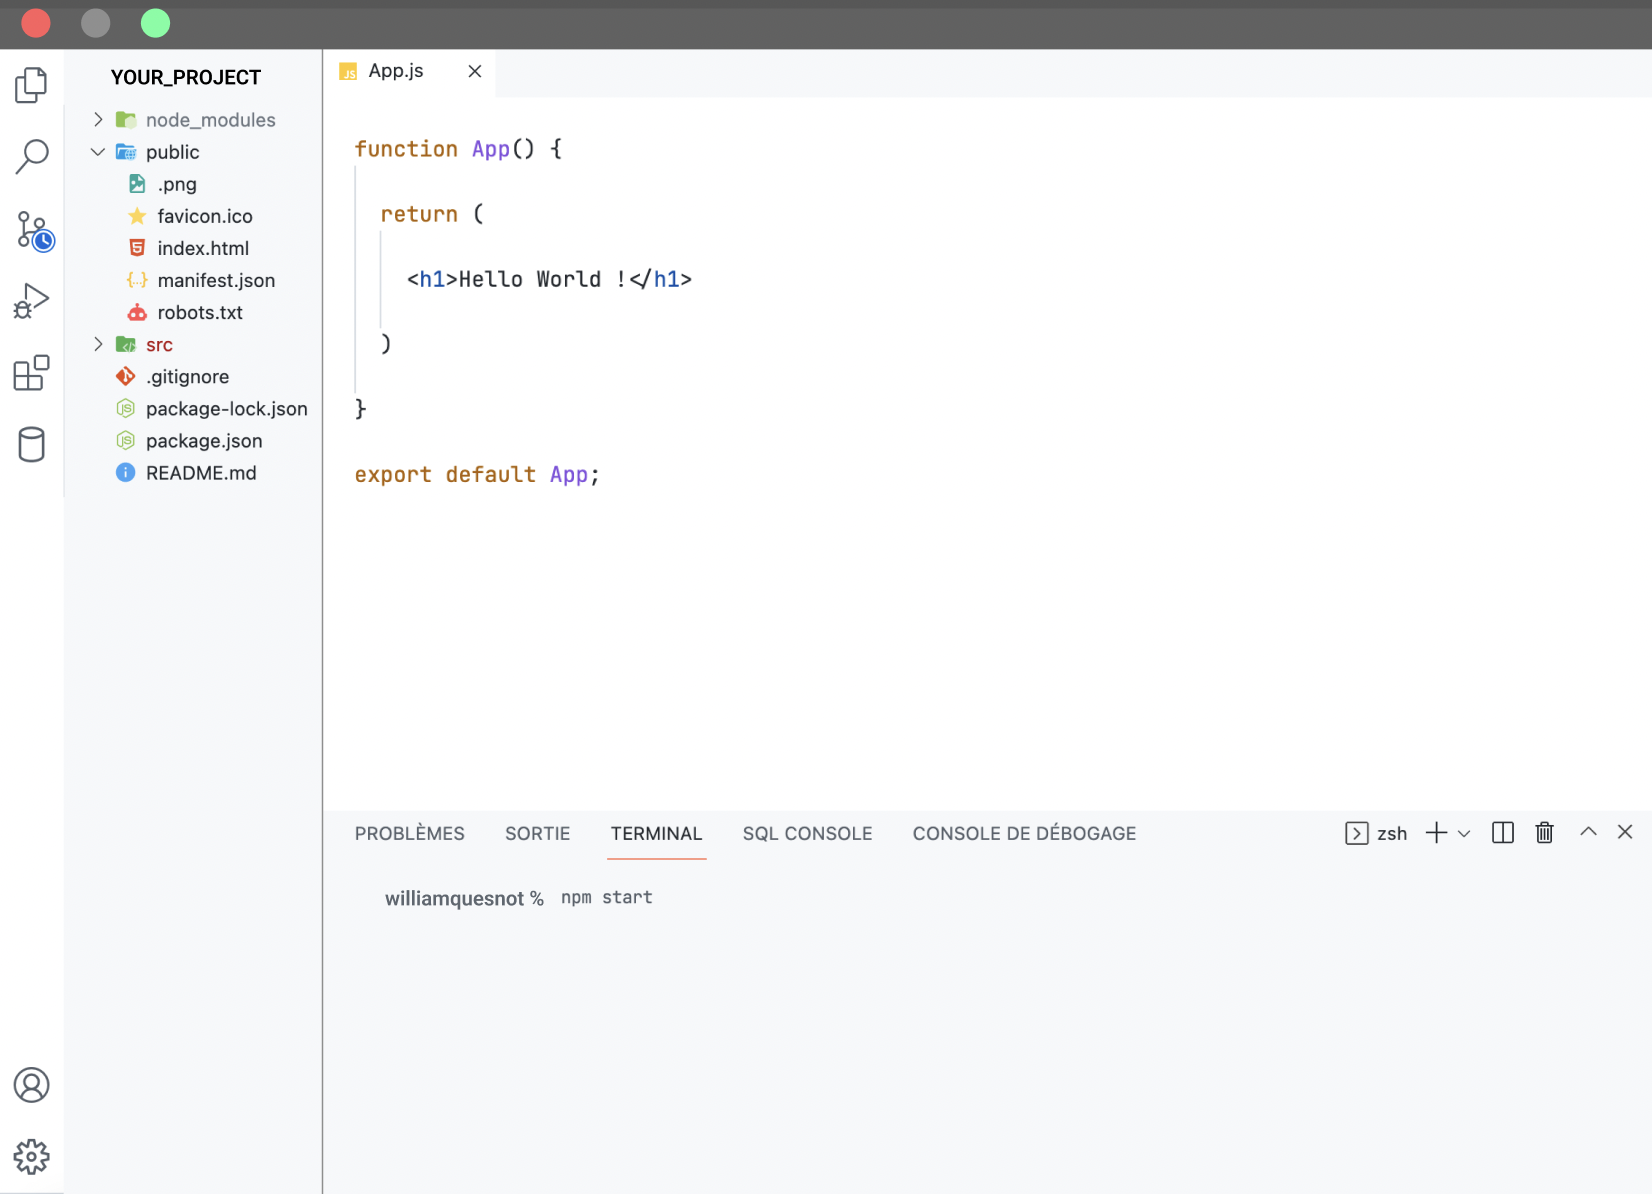 YOUR_PROJECT
node_modules
public
.png
favicon.ico
index.html
manifest.json
robots.txt
src
.gitignore
package-lock.json
package.json
README.md
JS App.js
function App() {
return (
<h1>Hello World !</h1>
)
}
export default App;
PROBLÈMES SORTIE TERMINAL SQL CONSOLE CONSOLE DE DÉBOGAGE zsh
williamquesnot % npm start